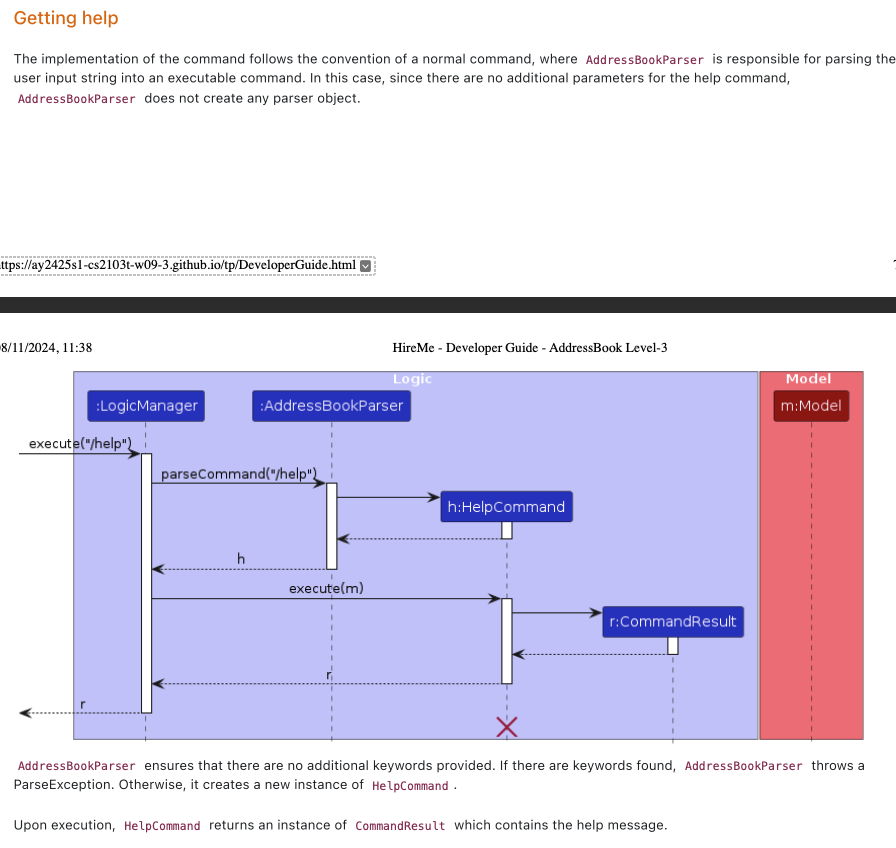 Getting help
The implementation of the command follows the convention of a normal command, where AddressBookParser is responsible for parsing the
user input string into an executable command. In this case, since there are no additional parameters for the help command,
AddressBookParser does not create any parser object.
ttps://ay2425s1-cs2103t-w09-3.github.io/tp/DeveloperGuide.html
8/11/2024, 11:38
HireMe - Developer Guide - AddressBook Level-3
Logic
Model
:LogicManager
:AddressBookParser
m:Model
execute("/help")
parseCommand("/help")
h:HelpCommand
h
execute(m)
r:CommandResult
r
r
AddressBookParser ensures that there are no additional keywords provided. If there are keywords found, AddressBookParser throws a
ParseException. Otherwise, it creates a new instance of HelpCommand .
Upon execution, HelpCommand returns an instance of CommandResult which contains the help message.